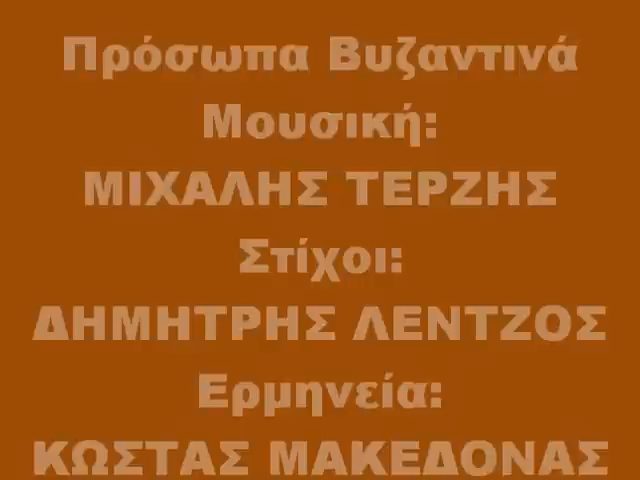 Πρόσωπα Βυζαντινά
Μουσική:
ΜΙΧΑΛΗΣ ΤΕΡΖΗΣ
Στίχοι:
ΔΗΜΗΤΡΗΣ ΛΕΝΤΖΟΣ
Ερμηνεία:
ΚΩΣΤΑΣ ΜΑΚΕΔΟΝΑΣ